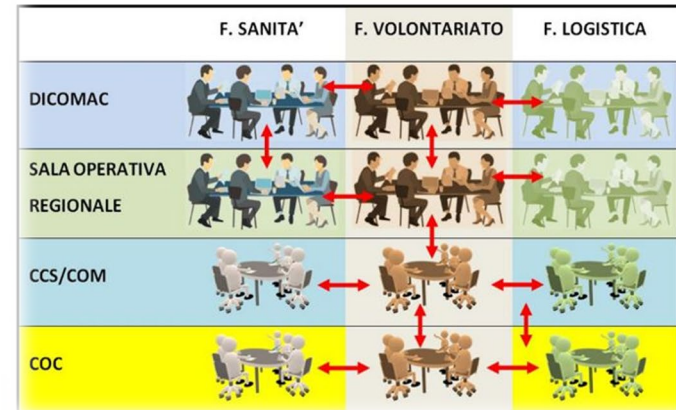 F. SANITA' F. VOLONTARIATO F. LOGISTICA
DICOMAC
SALA OPERATIVA
REGIONALE
CCS/COM
COC